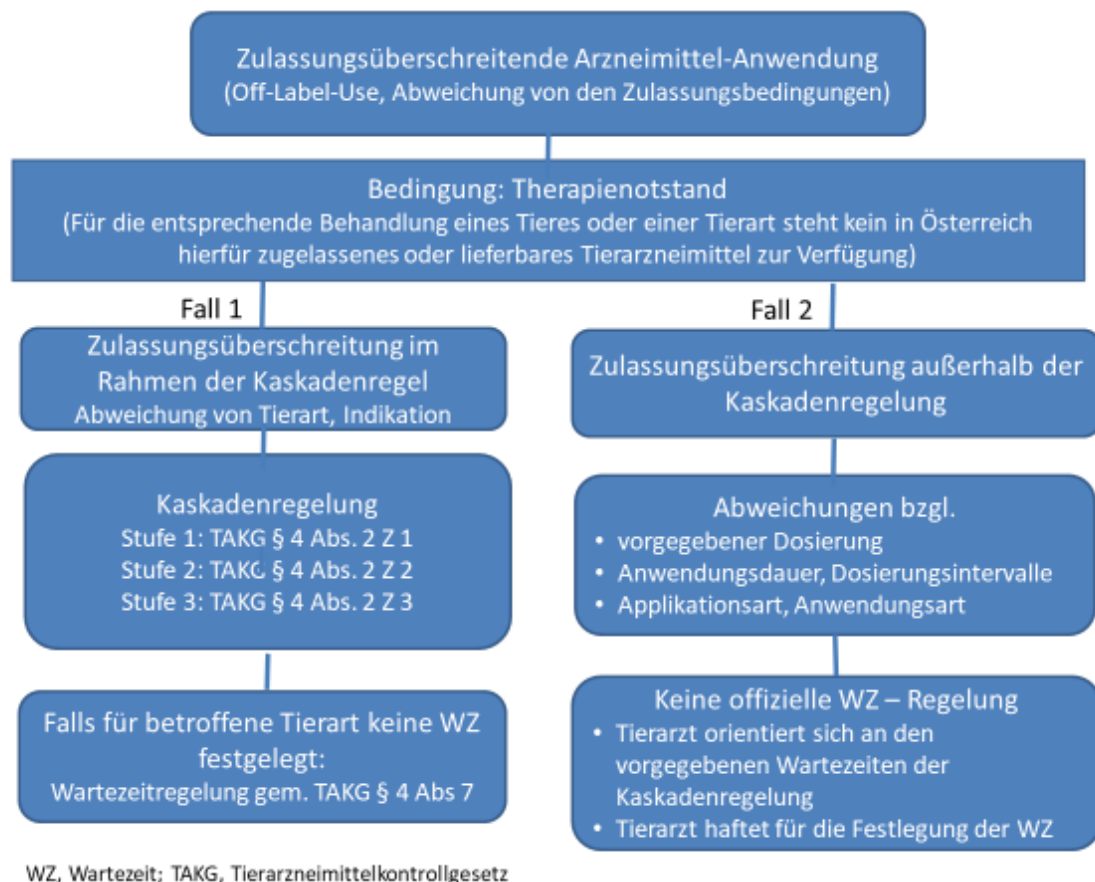 Zulassungsüberschreitende Arzneimittel-Anwendung
(Off-Label-Use, Abweichung von den Zulassungsbedingungen)
Bedingung: Therapienotstand
(Für die entsprechende Behandlung eines Tieres oder einer Tierart steht kein in Österreich
hierfür zugelassenes oder lieferbares Tierarzneimittel zur Verfügung)
Fall 1
Zulassungsüberschreitung im
Rahmen der Kaskadenregel
Abweichung von Tierart, Indikation
Kaskadenregelung
Stufe 1: TAKG § 4 Abs. 2 Z 1
Stufe 2: TAKG § 4 Abs. 2 Z 2
Stufe 3: TAKG § 4 Abs. 2 Z 3
Falls für betroffene Tierart keine WZ
festgelegt:
Wartezeitregelung gem. TAKG § 4 Abs 7
Fall 2
Zulassungsüberschreitung außerhalb der
Kaskadenregelung
Abweichungen bzgl.
• vorgegebener Dosierung
• Anwendungsdauer, Dosierungsintervalle
• Applikationsart, Anwendungsart
Keine offizielle WZ – Regelung
• Tierarzt orientiert sich an den
vorgegebenen Wartezeiten der
Kaskadenregelung
• Tierarzt haftet für die Festlegung der WZ
WZ, Wartezeit; TAKG, Tierarzneimittelkontrollgesetz